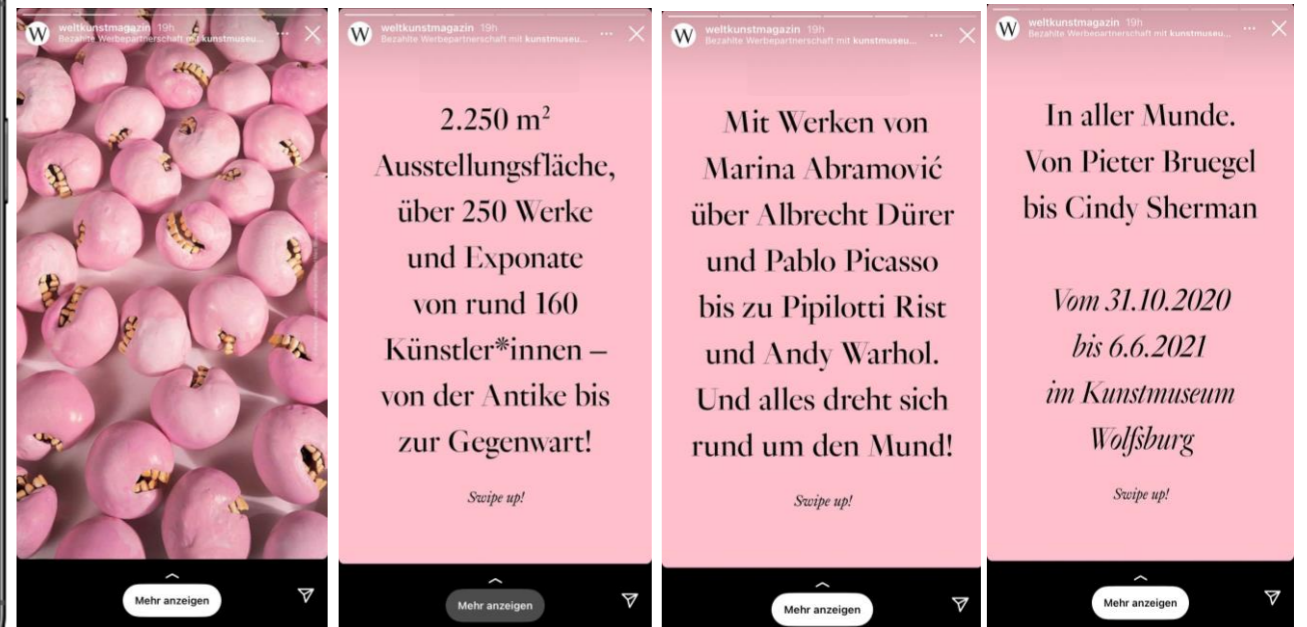 W
weltkunstmagazin 19h
Bezahlte Werbepartnerschaft mit kunstmuseu...
Mehr anzeigen
W
weltkunstmagazin 19h
Bezahlte Werbepartnerschaft mit kunstmuseu...
2.250 m²
Ausstellungsfläche,
über 250 Werke
und Exponate
von rund 160
Künstler*innen –
von der Antike bis
zur Gegenwart!
Swipe up!
Mehr anzeigen
W
weltkunstmagazin 19h
Bezahlte Werbepartnerschaft mit kunstmuseu...
Mit Werken von
Marina Abramović
über Albrecht Dürer
und Pablo Picasso
bis zu Pipilotti Rist
und Andy Warhol.
Und alles dreht sich
rund um den Mund!
Swipe up!
Mehr anzeigen
W
weltkunstmagazin 19h
Bezahlte Werbepartnerschaft mit kunstmuseu...
In aller Munde.
Von Pieter Bruegel
bis Cindy Sherman
Vom 31.10.2020
bis 6.6.2021
im Kunstmuseum
Wolfsburg
Swipe up!
Mehr anzeigen